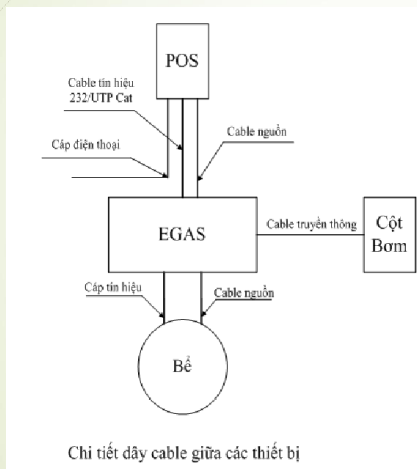 POS
Cable tín hiệu
232/UTP Cat
Cáp điện thoại
Cable nguồn
EGAS
Cable truyền thông
Cột
Bơm
Cáp tín hiệu
Cable nguồn
Bể
Chi tiết dây cable giữa các thiết bị